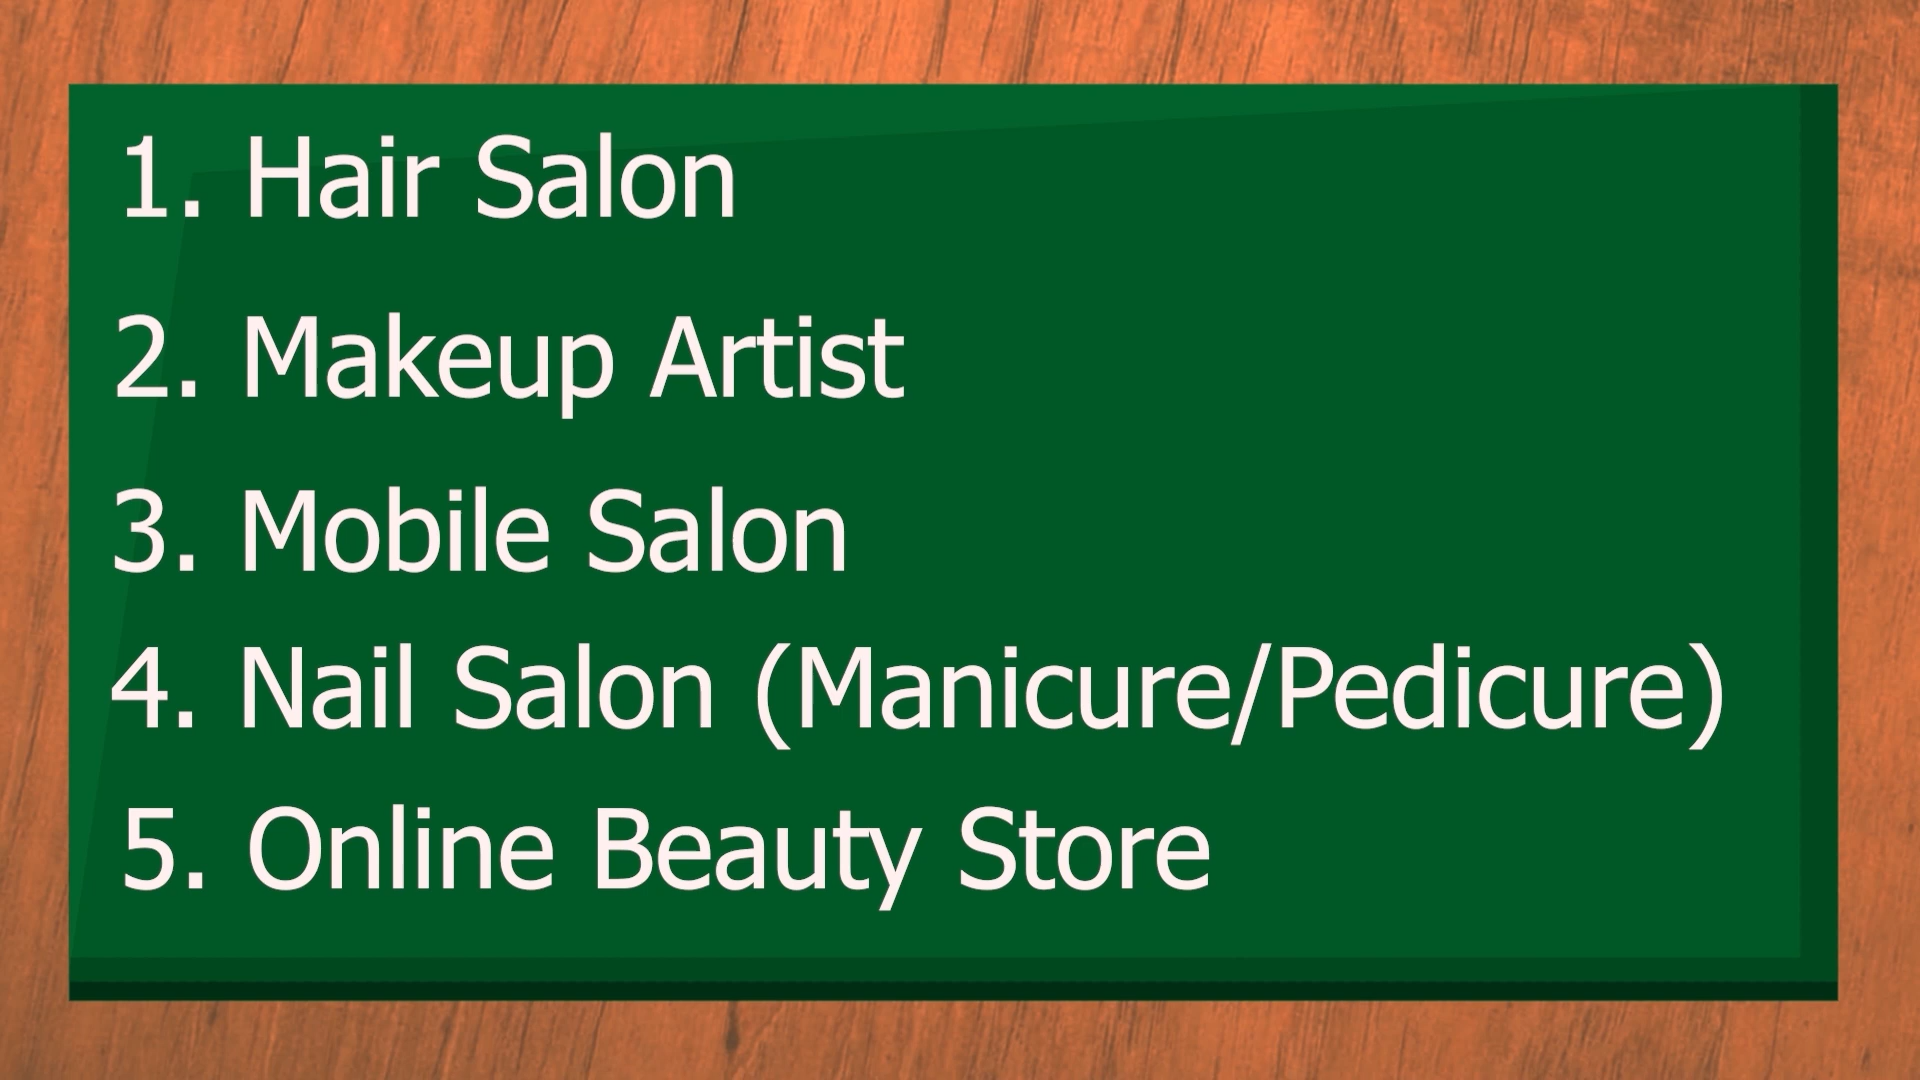 1. Hair Salon
2. Makeup Artist
3. Mobile Salon
4. Nail Salon (Manicure/Pedicure)
5. Online Beauty Store